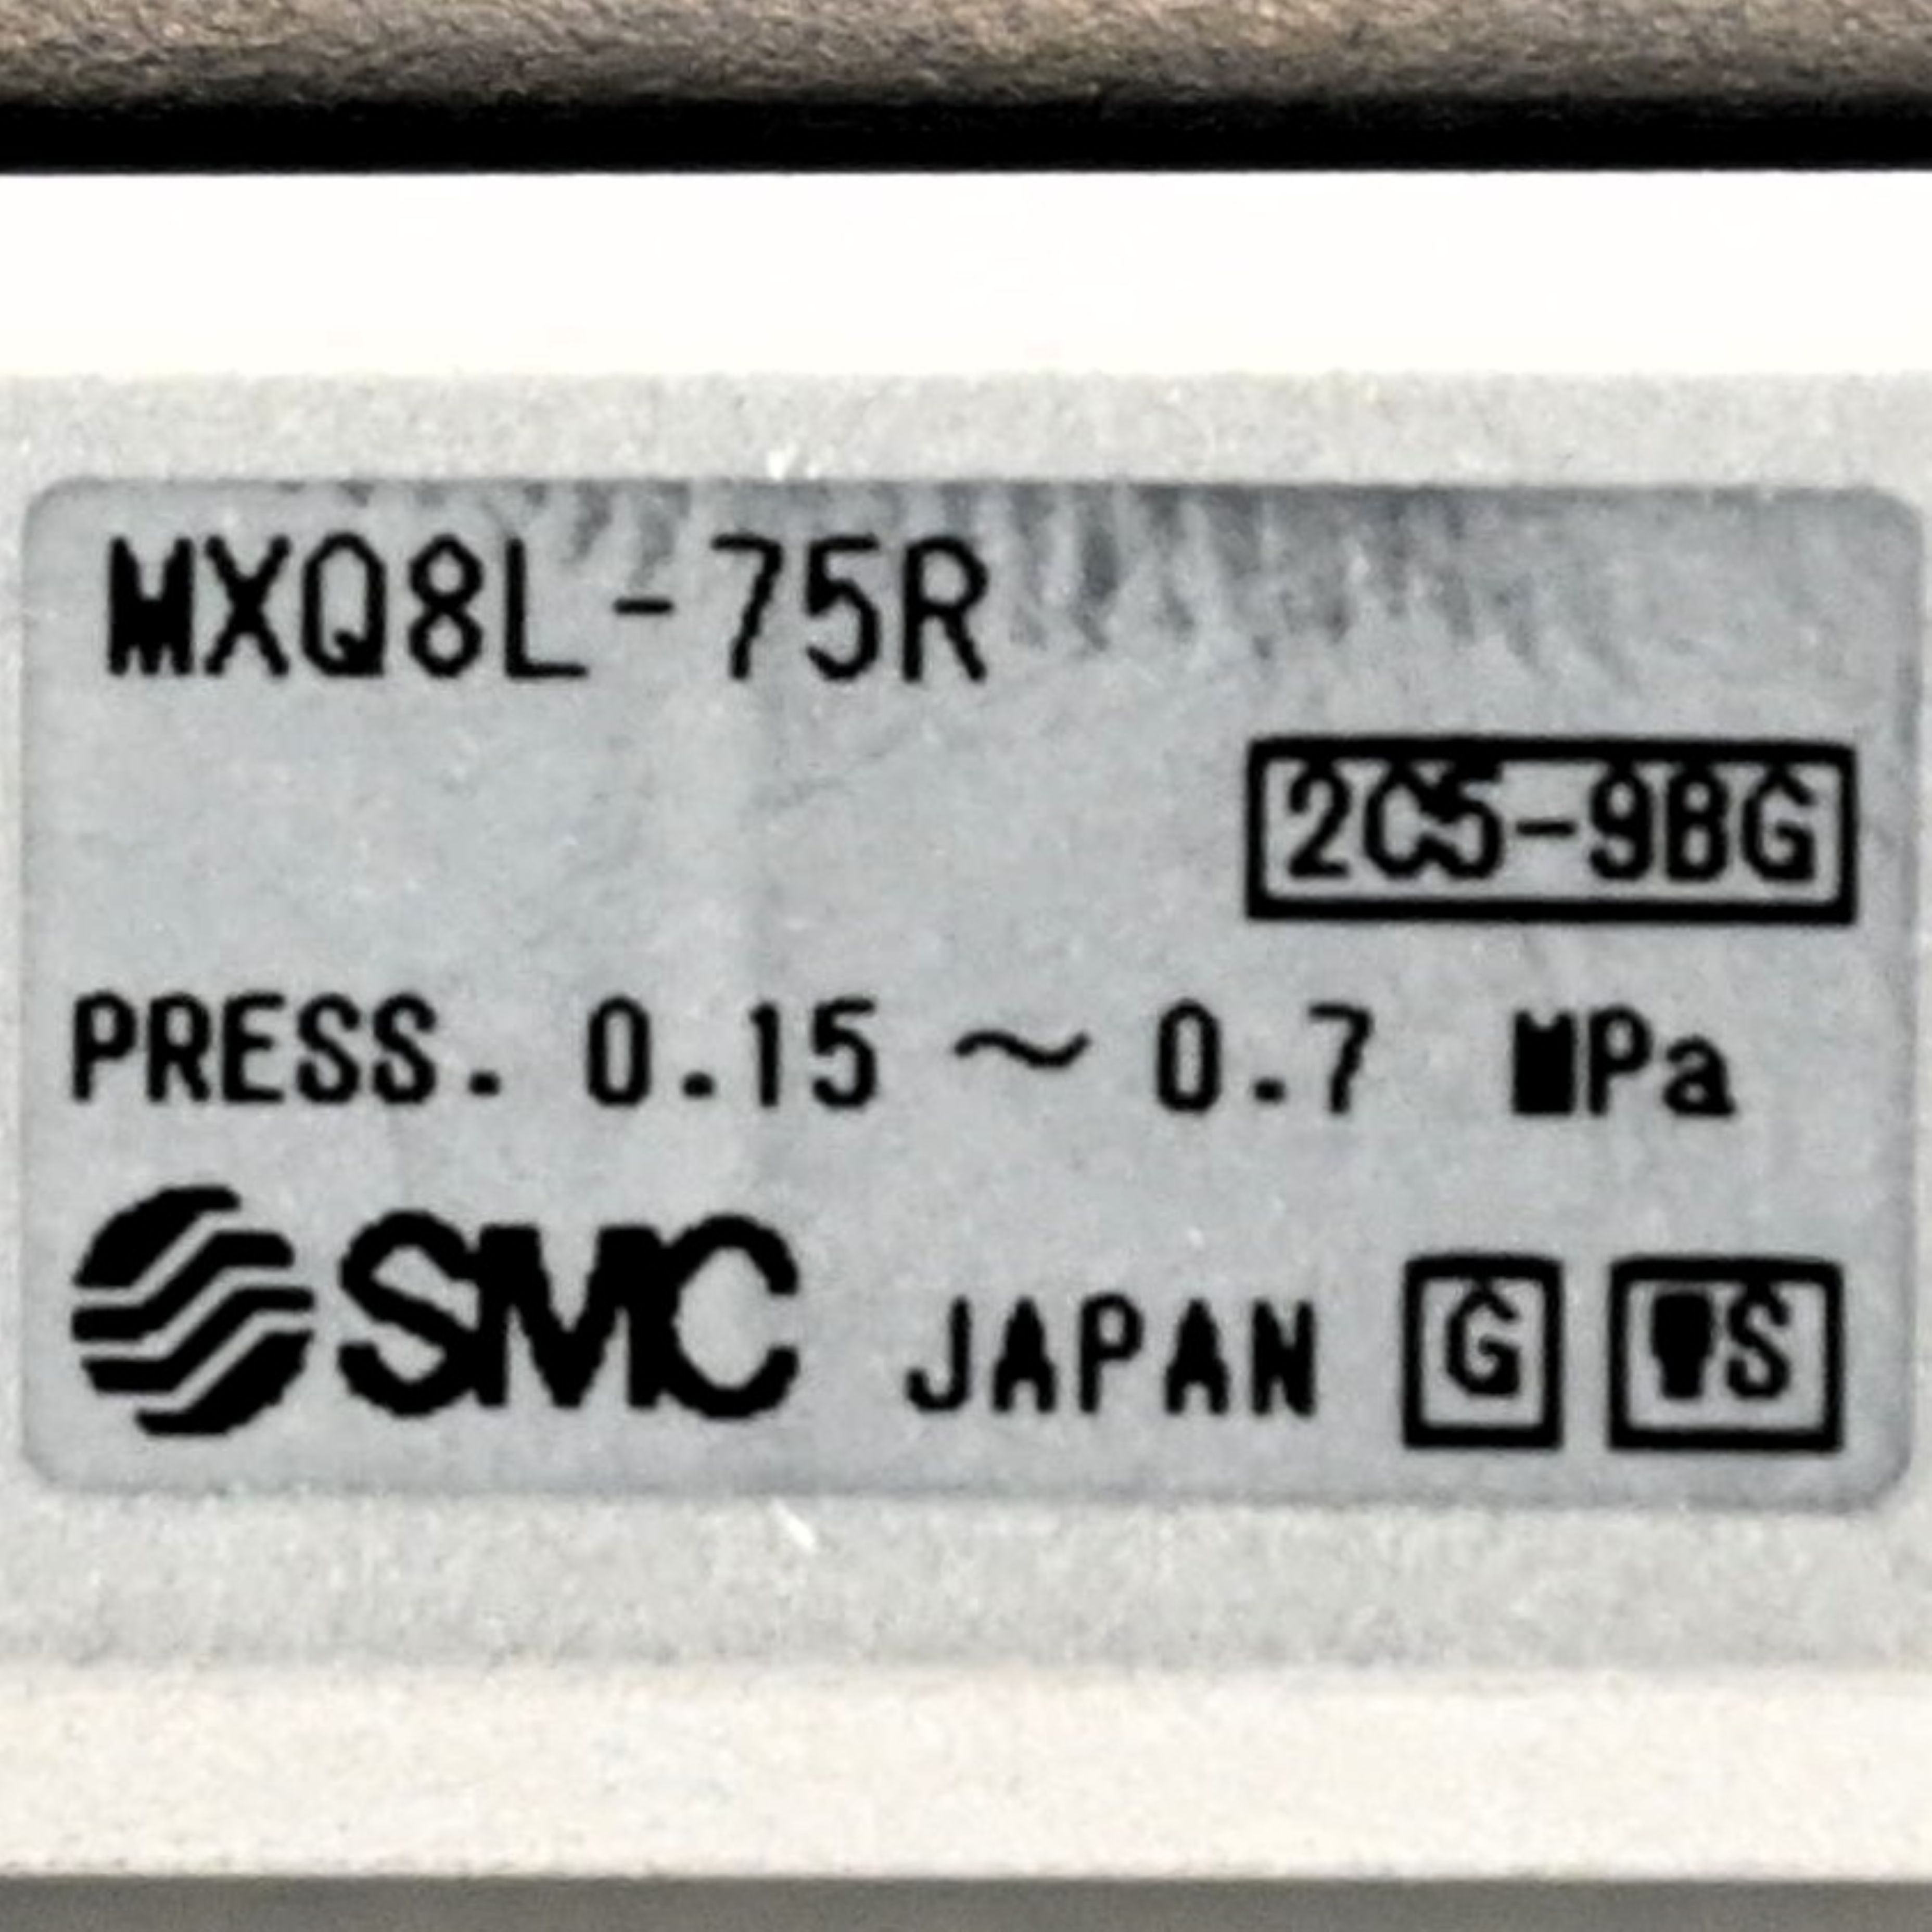 MXQ8L-75R
2C5-9BG
PRESS. 0.15 ～ 0.7 MPa
SMC JAPAN G